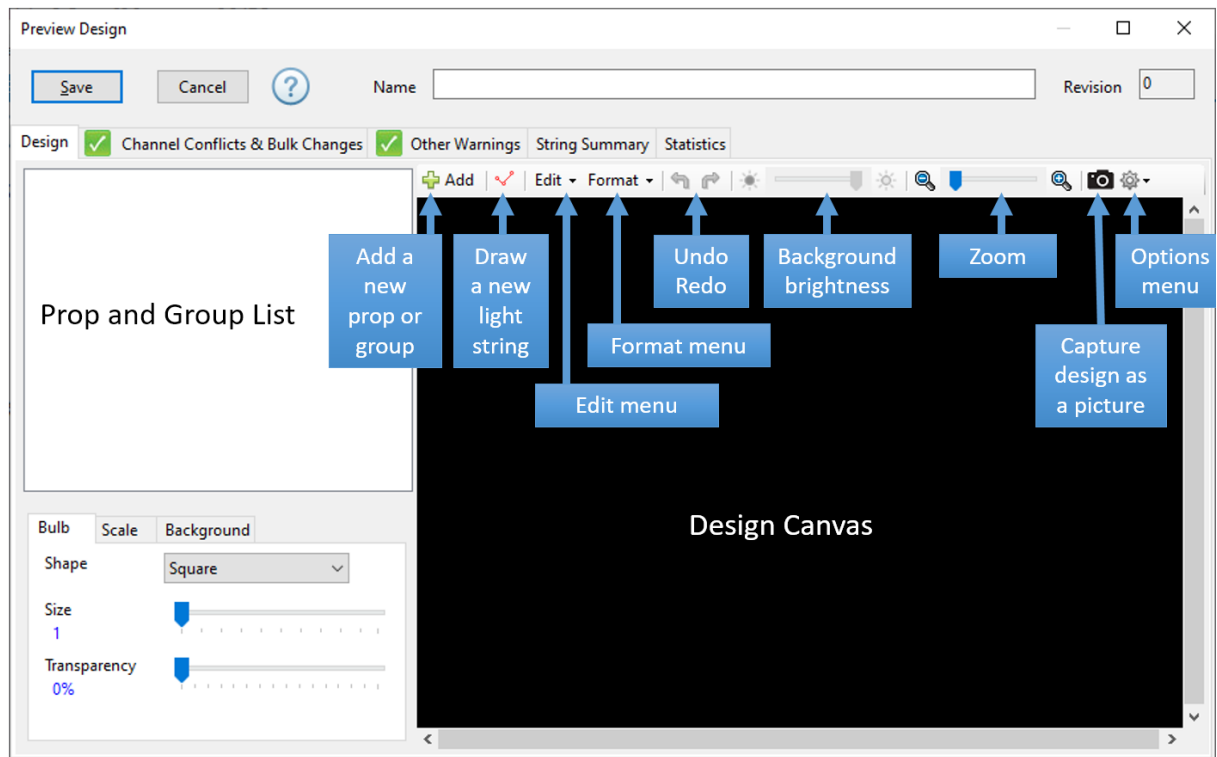 Preview Design
Save
Cancel
?
Name
Revision
0
Design
Channel Conflicts & Bulk Changes
Other Warnings
String Summary
Statistics
Add
Edit
Format
Add a
new
prop or
group
Draw
a new
light
string
Edit menu
Format menu
Undo
Redo
Background
brightness
Zoom
Capture
design as
a picture
Options
menu
Prop and Group List
Design Canvas
Bulb
Scale
Background
Shape
Square
Size
1
Transparency
0%